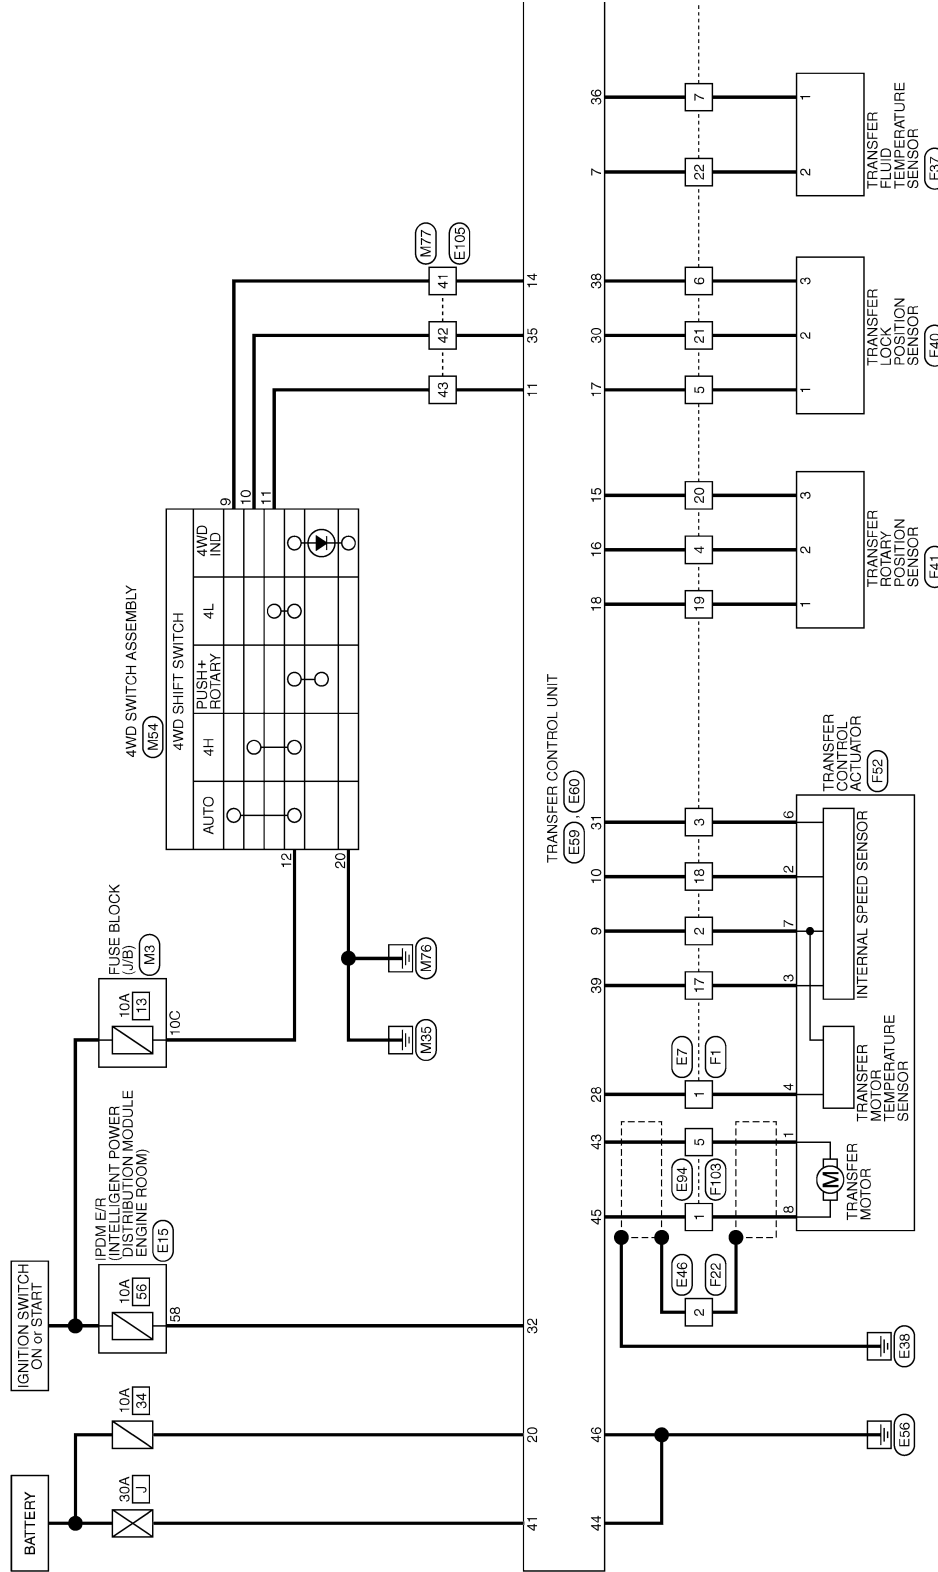 BATTERY
30A
J
10A
34
41
20
IGNITION SWITCH
ON or START
IPDM E/R
(INTELLIGENT POWER
DISTRIBUTION MODULE
ENGINE ROOM)
E15
10A
56
58
32
FUSE BLOCK
(J/B)
M3
10A
13
10C
M35
M76
4WD SWITCH ASSEMBLY
M54
4WD SHIFT SWITCH
AUTO
4H
PUSH+
ROTARY
4L
4WD
IND
12
20
9
10
11
M77
E105
43
42
41
11
35
14
TRANSFER CONTROL UNIT
E59 , E60
44
46
45
43
28
39
9
10
31
18
16
15
17
30
38
7
36
E56
E38
E46
F22
2
E94
F103
1
5
E7
F1
1
17
2
18
3
19
4
20
5
21
6
22
7
8
1
4
3
7
2
6
M
TRANSFER
MOTOR
TRANSFER
MOTOR
TEMPERATURE
SENSOR
INTERNAL SPEED SENSOR
TRANSFER
CONTROL
ACTUATOR
F52
1
2
3
TRANSFER
ROTARY
POSITION
SENSOR
F41
1
2
3
TRANSFER
LOCK
POSITION
SENSOR
F40
2
1
TRANSFER
FLUID
TEMPERATURE
SENSOR
F37